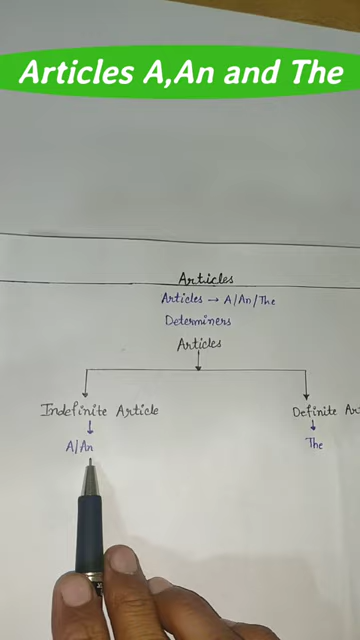 Articles A,An and The
Articles
Articles → A/An/The
Determiners
Articles
Indefinite Article
Definite Ar
↓
↓
A/An
The